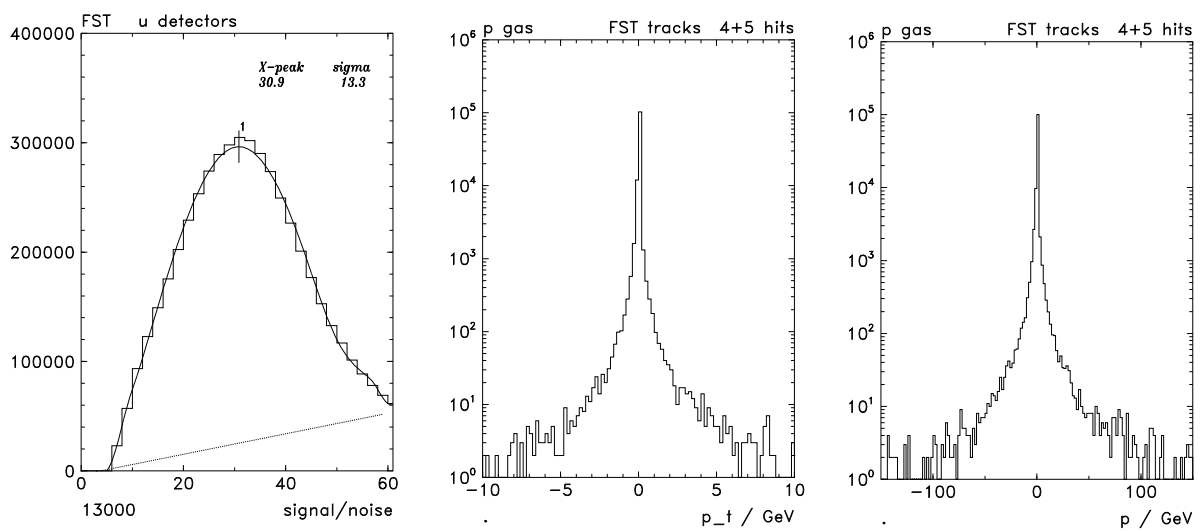 FST u detectors
400000
300000
200000
100000
0
X-peak sigma
30.9 13.3
1
0 20 40 60
13000 signal/noise
p gas FST tracks 4+5 hits
10^6
10^5
10^4
10^3
10^2
10^1
10^0
-10 -5 0 5 10
. p_t / GeV
p gas FST tracks 4+5 hits
10^6
10^5
10^4
10^3
10^2
10^1
10^0
-100 0 100
. p / GeV